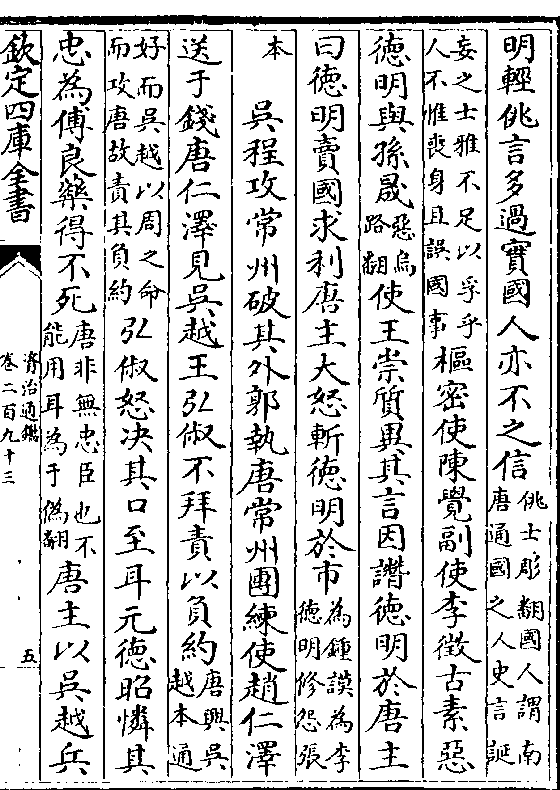 明輕佻言多過實國人亦不之信佻士彫翻國人謂南唐通國之人史言誕
妄之士雅不足以孚乎人不惟喪身且誤國事樞密使陳覺副使李徵古素惡
德明與孫晟惡烏路翻使王崇質異其言因譖德明於唐主
曰德明賣國求利唐主大怒斬德明於市為鍾謨為李德明修怨張
本　吳程攻常州破其外郭執唐常州團練使趙仁澤
送于錢唐仁澤見吳越王弘俶不拜責以負約唐與吳越本通
好而吳越以周之命而攻唐故責其負約弘俶怒決其口至耳元德昭憐其
忠為傅良藥得不死唐非無忠臣也不能用耳為于偽翻唐主以吳越兵
欽定四庫全書
資治通鑑
卷二百九十三
五